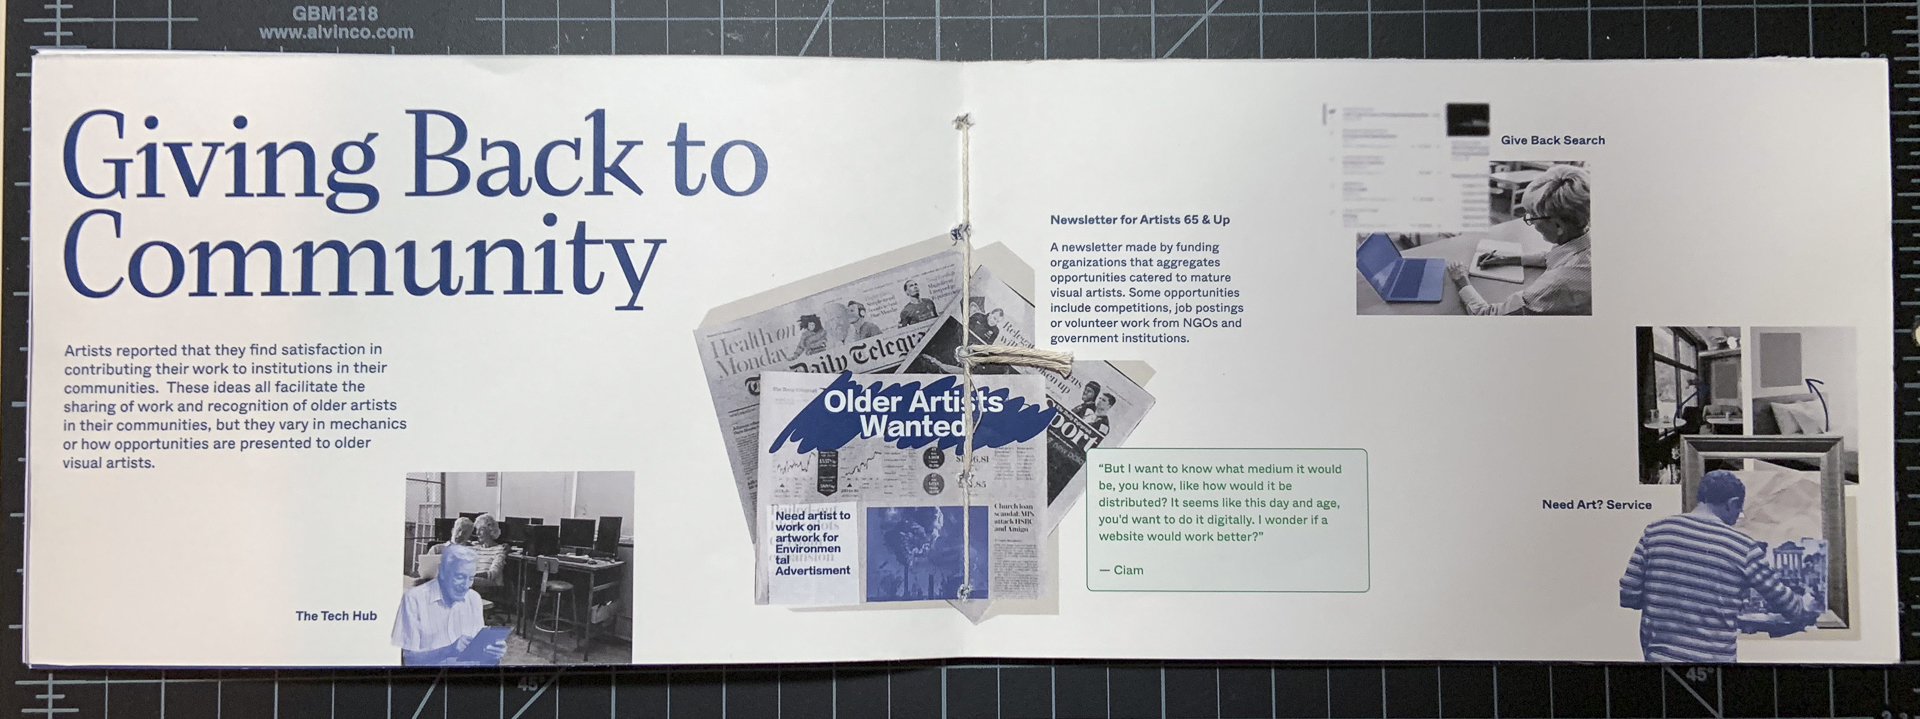 GBM1218
www.alvinco.com
Giving Back to
Community
Artists reported that they find satisfaction in
contributing their work to institutions in their
communities. These ideas all facilitate the
sharing of work and recognition of older artists
in their communities, but they vary in mechanics
or how opportunities are presented to older
visual artists.
The Tech Hub
Health on
Monday
Daily Telegra
Older Artists
Wanted
Need artist to
work on
artwork for
Environmen
tal
Advertisment
Church loan
scandal: MPs
attack HSBC
and Amigo
port
Newsletter for Artists 65 & Up
A newsletter made by funding
organizations that aggregates
opportunities catered to mature
visual artists. Some opportunities
include competitions, job postings
or volunteer work from NGOs and
government institutions.
“But I want to know what medium it would
be, you know, like how would it be
distributed? It seems like this day and age,
you’d want to do it digitally. I wonder if a
website would work better?”
— Ciam
Give Back Search
Need Art? Service
45°
45°